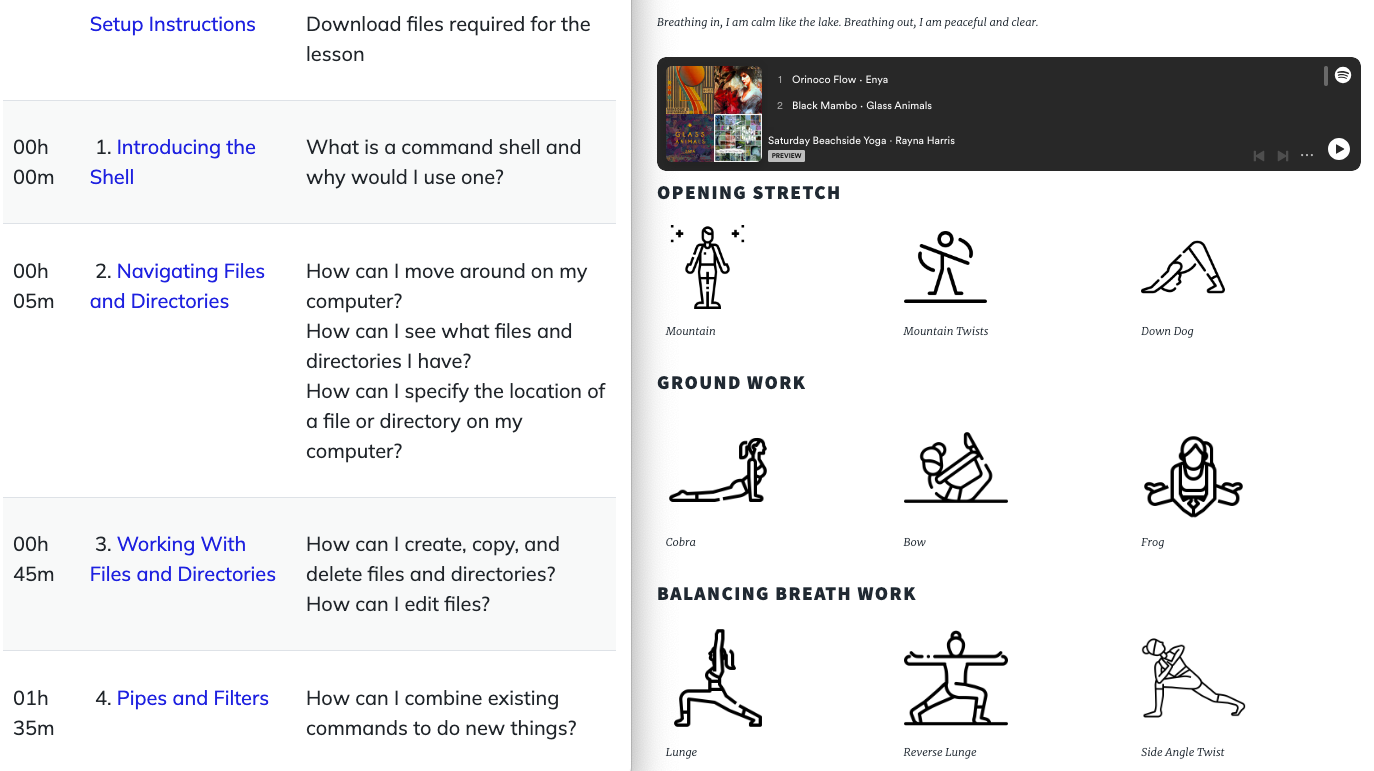 Setup Instructions
Download files required for the
lesson
00h
00m
1. Introducing the
Shell
What is a command shell and
why would I use one?
00h
05m
2. Navigating Files
and Directories
How can I move around on my
computer?
How can I see what files and
directories I have?
How can I specify the location of
a file or directory on my
computer?
00h
45m
3. Working With
Files and Directories
How can I create, copy, and
delete files and directories?
How can I edit files?
01h
35m
4. Pipes and Filters
How can I combine existing
commands to do new things?
Breathing in, I am calm like the lake. Breathing out, I am peaceful and clear.
1 Orinoco Flow · Enya
2 Black Mambo · Glass Animals
GLASS
ANIMALS
Saturday Beachside Yoga · Rayna Harris
PREVIEW
OPENING STRETCH
Mountain
Mountain Twists
Down Dog
GROUND WORK
Cobra
Bow
Frog
BALANCING BREATH WORK
Lunge
Reverse Lunge
Side Angle Twist